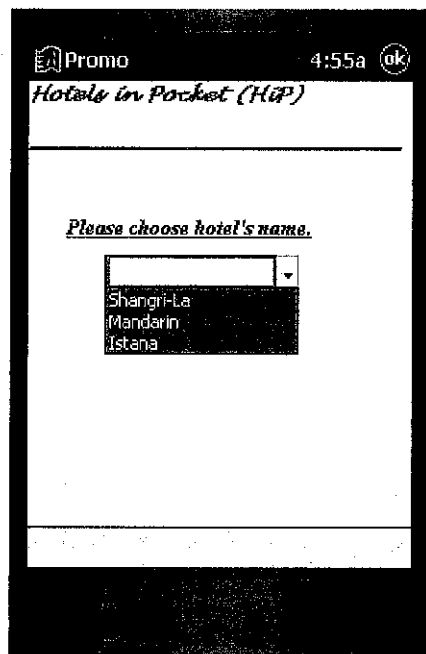 Promo 4:55a ok
Hotels in Pocket (HiP)
Please choose hotel's name.
Shangri-La
Mandarin
Istana